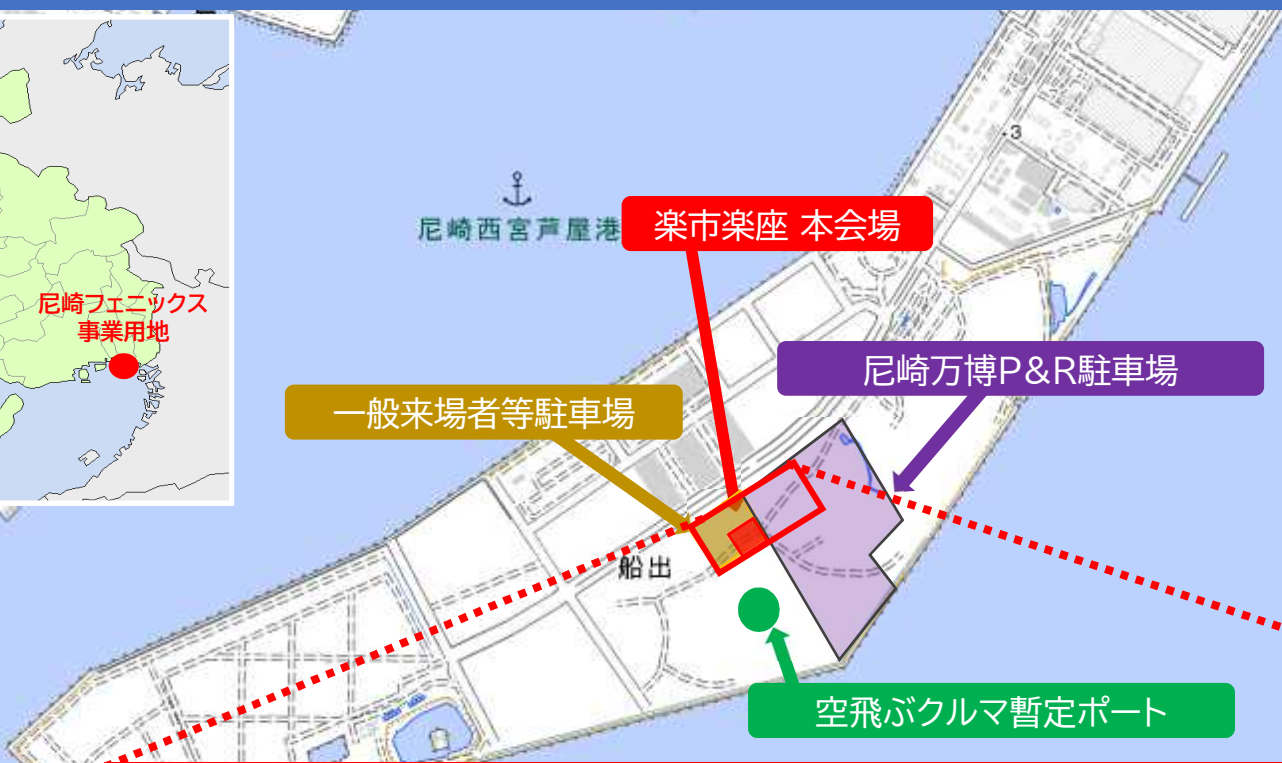 尼崎フェニックス
事業用地
尼崎西宮芦屋港
楽市楽座 本会場
3
尼崎万博P&R駐車場
一般来場者等駐車場
船出
空飛ぶクルマ暫定ポート